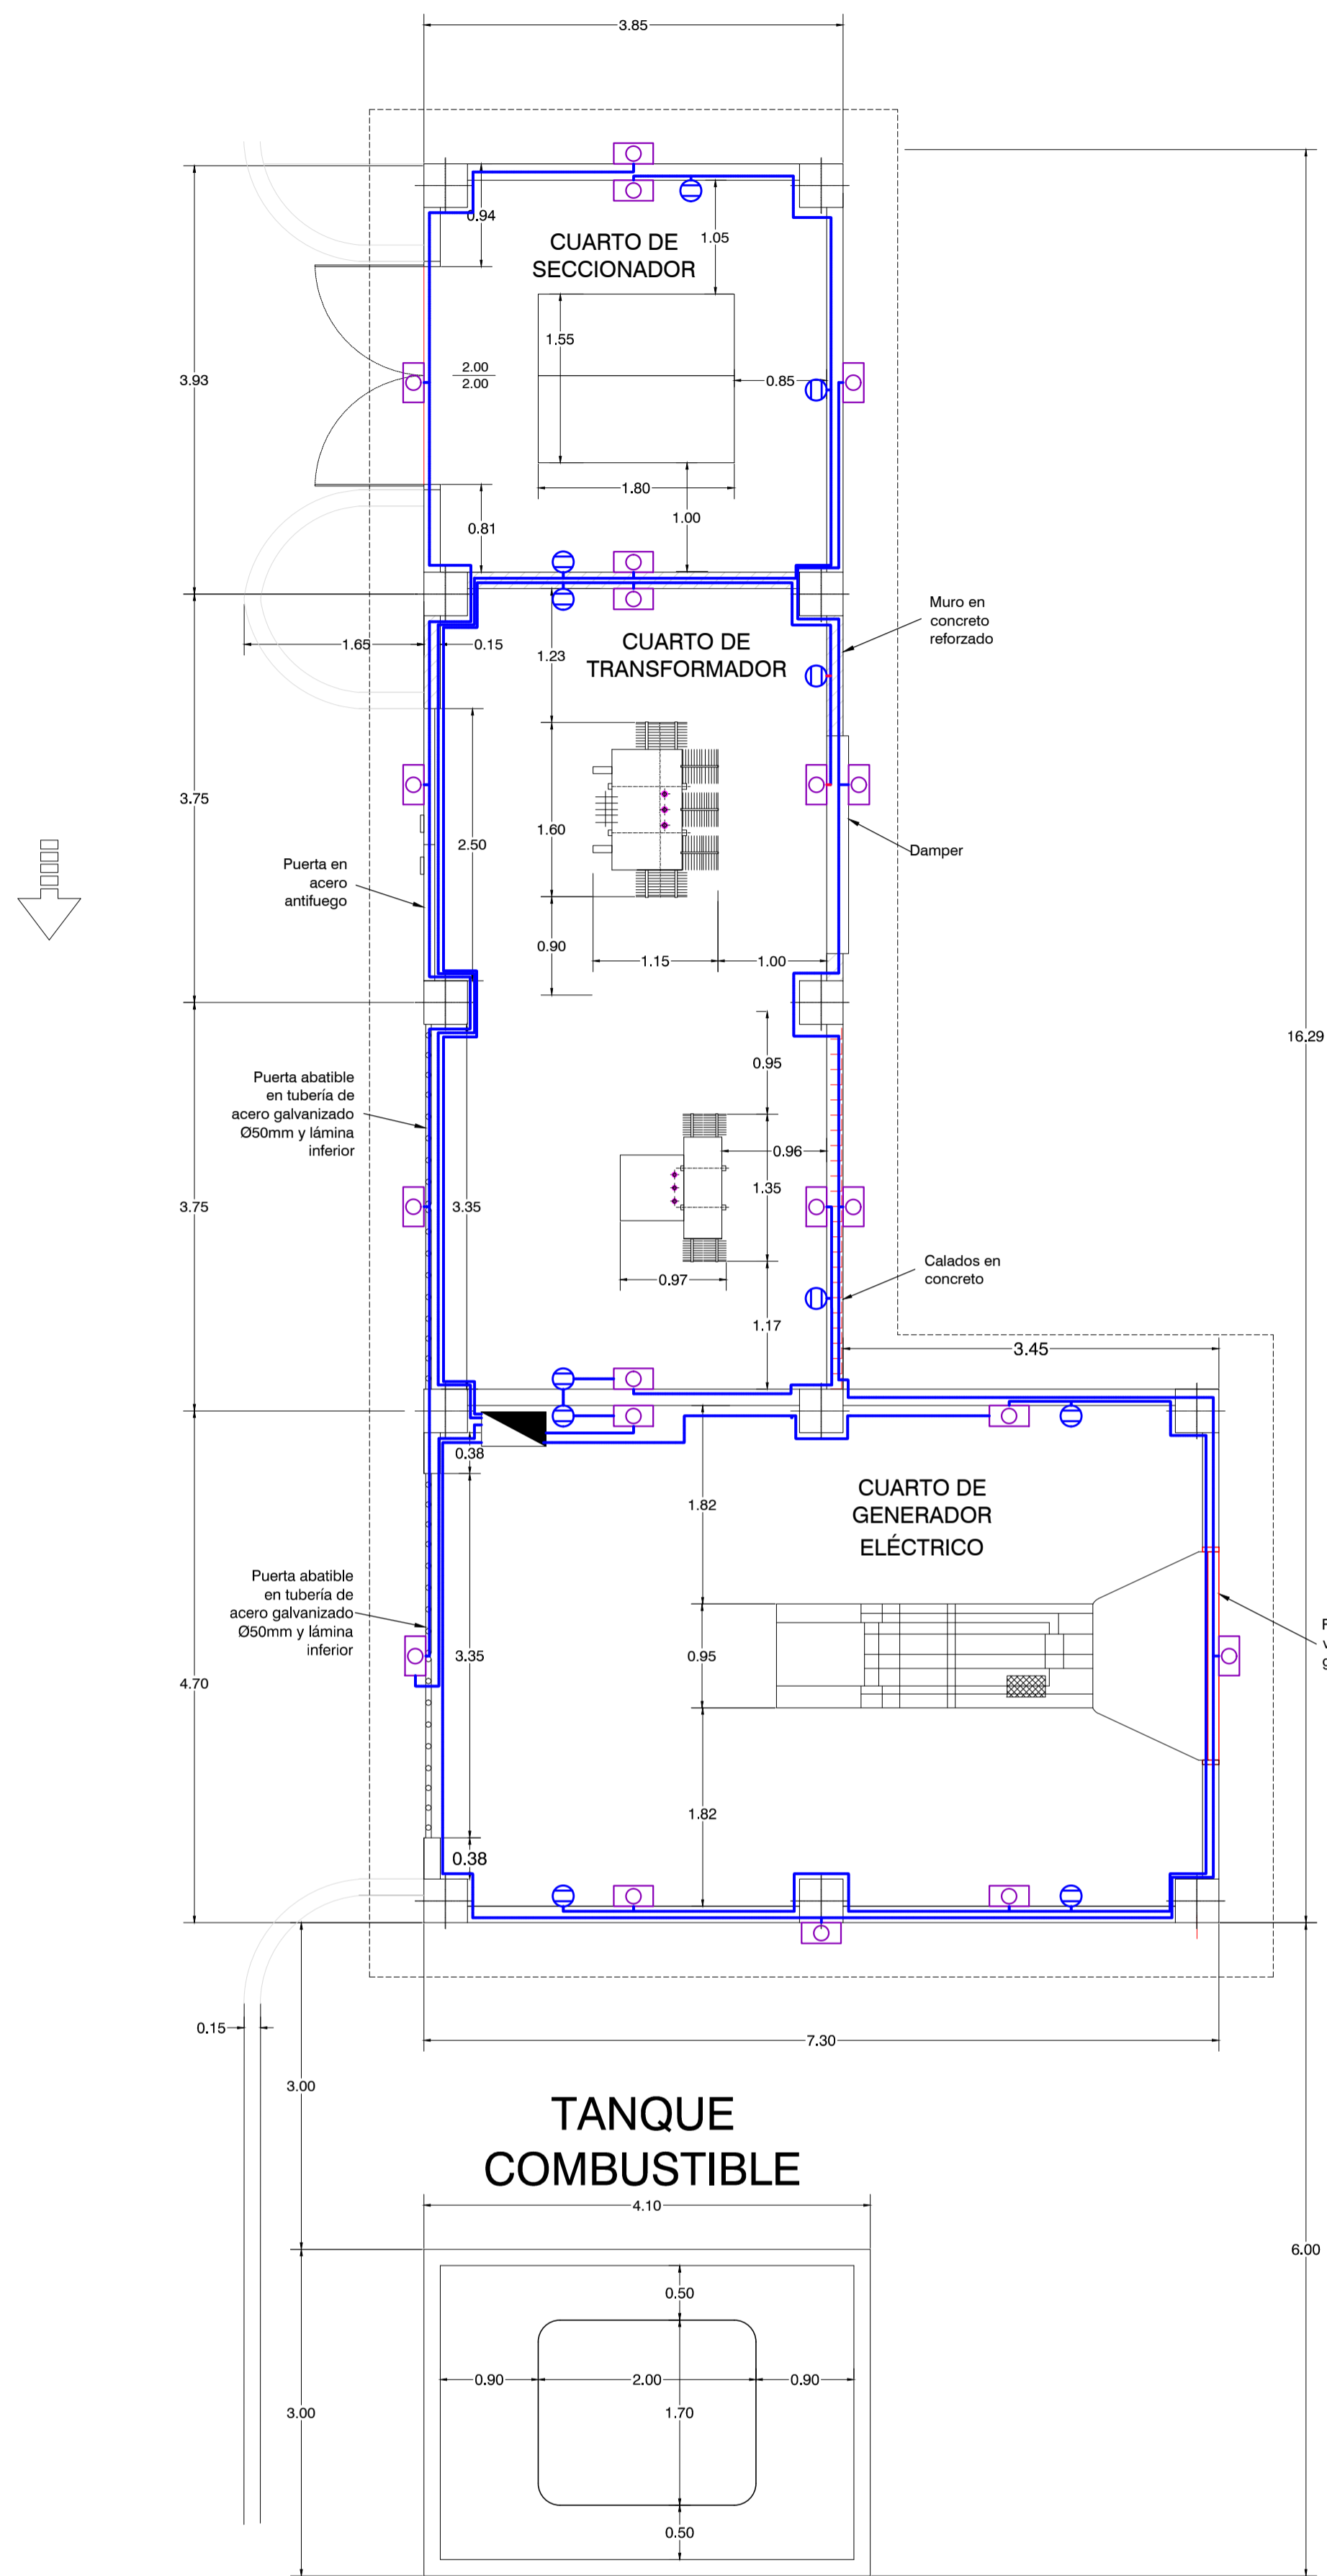 3.85
0.94
CUARTO DE
SECCIONADOR
1.05
1.55
3.93
2.00
2.00
0.85
1.80
0.81
1.00
Muro en
concreto
reforzado
1.65
0.15
1.23
CUARTO DE
TRANSFORMADOR
3.75
1.60
2.50
Damper
Puerta en
acero
antifuego
0.90
1.15
1.00
16.29
0.95
Puerta abatible
en tubería de
acero galvanizado
Ø50mm y lámina
inferior
0.96
1.35
3.75
3.35
Calados en
concreto
0.97
1.17
3.45
0.38
CUARTO DE
GENERADOR
ELÉCTRICO
1.82
Puerta abatible
en tubería de
acero galvanizado
Ø50mm y lámina
inferior
3.35
0.95
4.70
1.82
0.38
0.15
7.30
3.00
TANQUE
COMBUSTIBLE
4.10
6.00
0.50
0.90
2.00
0.90
1.70
3.00
0.50